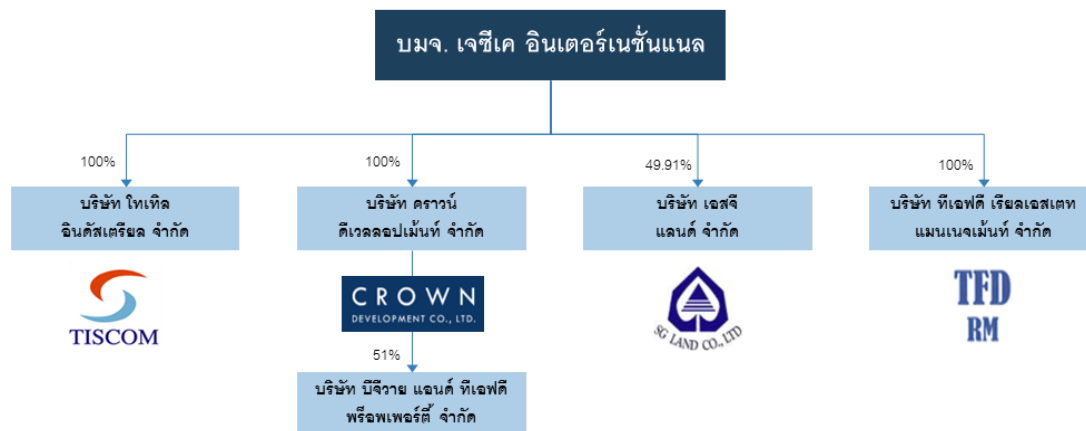 บมจ. เจซีเค อินเตอร์เนชั่นแนล
100%
100%
49.91%
100%
บริษัท โทเทิล
อินดัสเตรียล จำกัด
บริษัท คราวน์
ดีเวลลอปเม้นท์ จำกัด
บริษัท เอสจี
แลนด์ จำกัด
บริษัท ทีเอฟดี เรียลเอสเตท
แมนเนจเม้นท์ จำกัด
TISCOM
CROWN
DEVELOPMENT CO., LTD.
SG LAND CO., LTD
TFD
RM
51%
บริษัท บีจีวาย แอนด์ ทีเอฟดี
พร็อพเพอร์ตี้ จำกัด